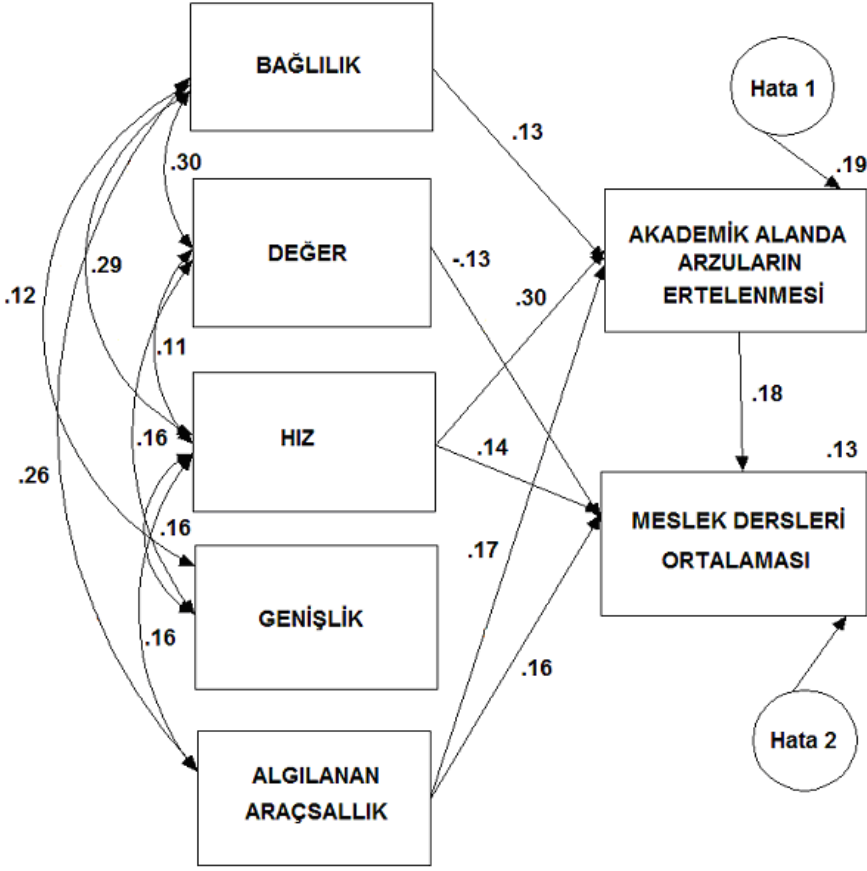 BAĞLILIK
Hata 1
.13
.19
.30
DEĞER
AKADEMİK ALANDA
ARZULARIN
ERTELENMESİ
-.13
.29
.12
.30
.11
.18
HIZ
.16
.14
.13
.26
MESLEK DERSLERİ
ORTALAMASI
.16
.17
GENİŞLİK
.16
.16
Hata 2
ALGILANAN
ARAÇSALLIK